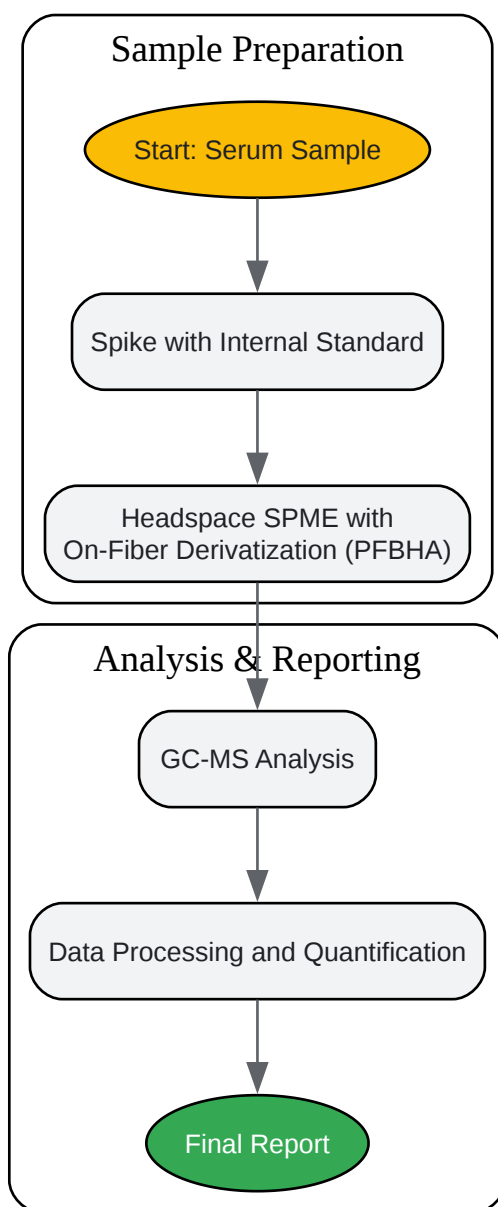 Sample Preparation
Start: Serum Sample
Spike with Internal Standard
Headspace SPME with
On-Fiber Derivatization (PFBHA)
Analysis & Reporting
GC-MS Analysis
Data Processing and Quantification
Final Report